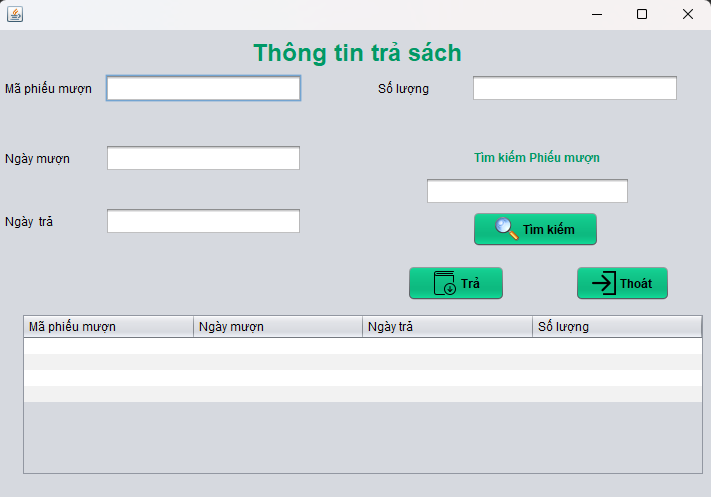 Thông tin trả sách
Mã phiếu mượn
Số lượng
Ngày mượn
Tìm kiếm Phiếu mượn
Ngày trả
Tìm kiếm
Trả
Thoát
Mã phiếu mượn Ngày mượn Ngày trả Số lượng